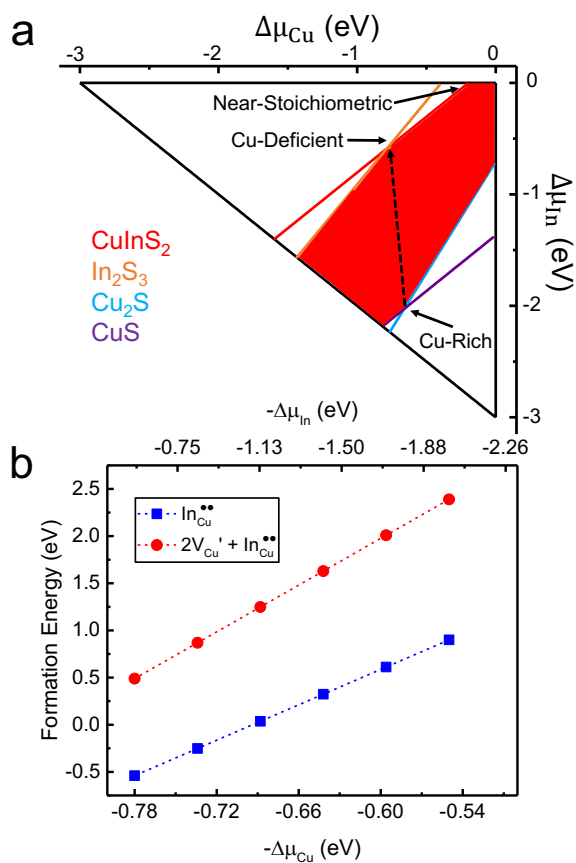 a
Δμ_Cu (eV)
−3 −2 −1 0
0
Near-Stoichiometric
Cu-Deficient
Δμ_In (eV)
−1
CuInS₂
In₂S₃
Cu₂S
CuS
−2
Cu-Rich
−3
-Δμ_In (eV)
-0.75 -1.13 -1.50 -1.88 -2.26
b
In_Cu^••
2V_Cu' + In_Cu^••
Formation Energy (eV)
2.5
2.0
1.5
1.0
0.5
0.0
-0.5
-0.78 -0.72 -0.66 -0.60 -0.54
-Δμ_Cu (eV)